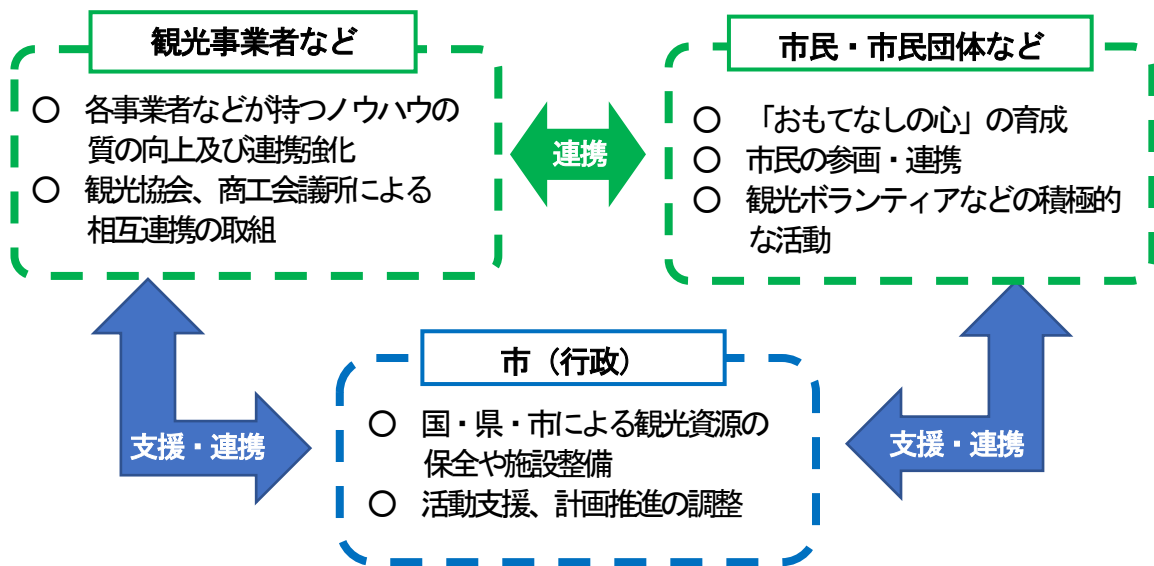 観光事業者など
○ 各事業者などが持つノウハウの
質の向上及び連携強化
○ 観光協会、商工会議所による
相互連携の取組
連携
市民・市民団体など
○ 「おもてなしの心」の育成
○ 市民の参画・連携
○ 観光ボランティアなどの積極的
な活動
支援・連携
市（行政）
○ 国・県・市による観光資源の
保全や施設整備
○ 活動支援、計画推進の調整
支援・連携